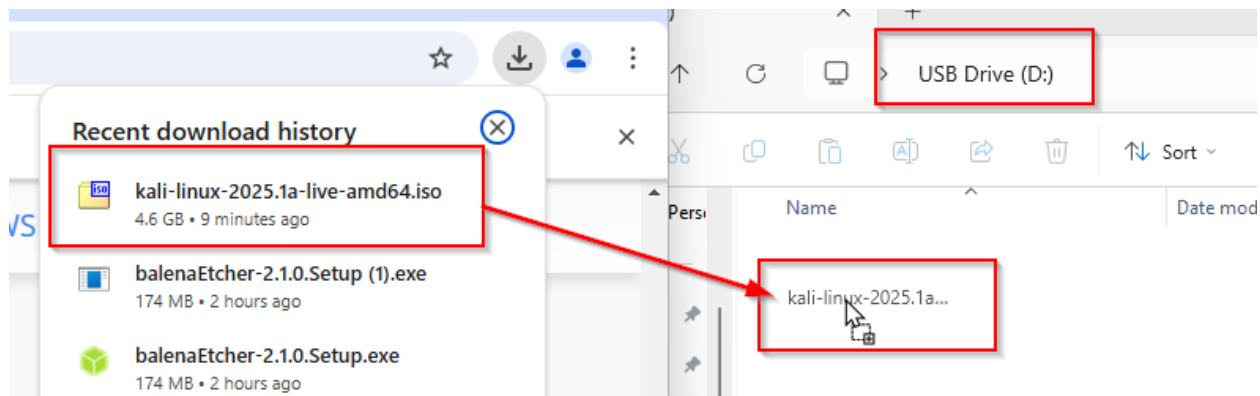 Recent download history
iso
kali-linux-2025.1a-live-amd64.iso
4.6 GB • 9 minutes ago
balenaEtcher-2.1.0.Setup (1).exe
174 MB • 2 hours ago
balenaEtcher-2.1.0.Setup.exe
174 MB • 2 hours ago
USB Drive (D:)
Sort
Name
Date mod
kali-linux-2025.1a...